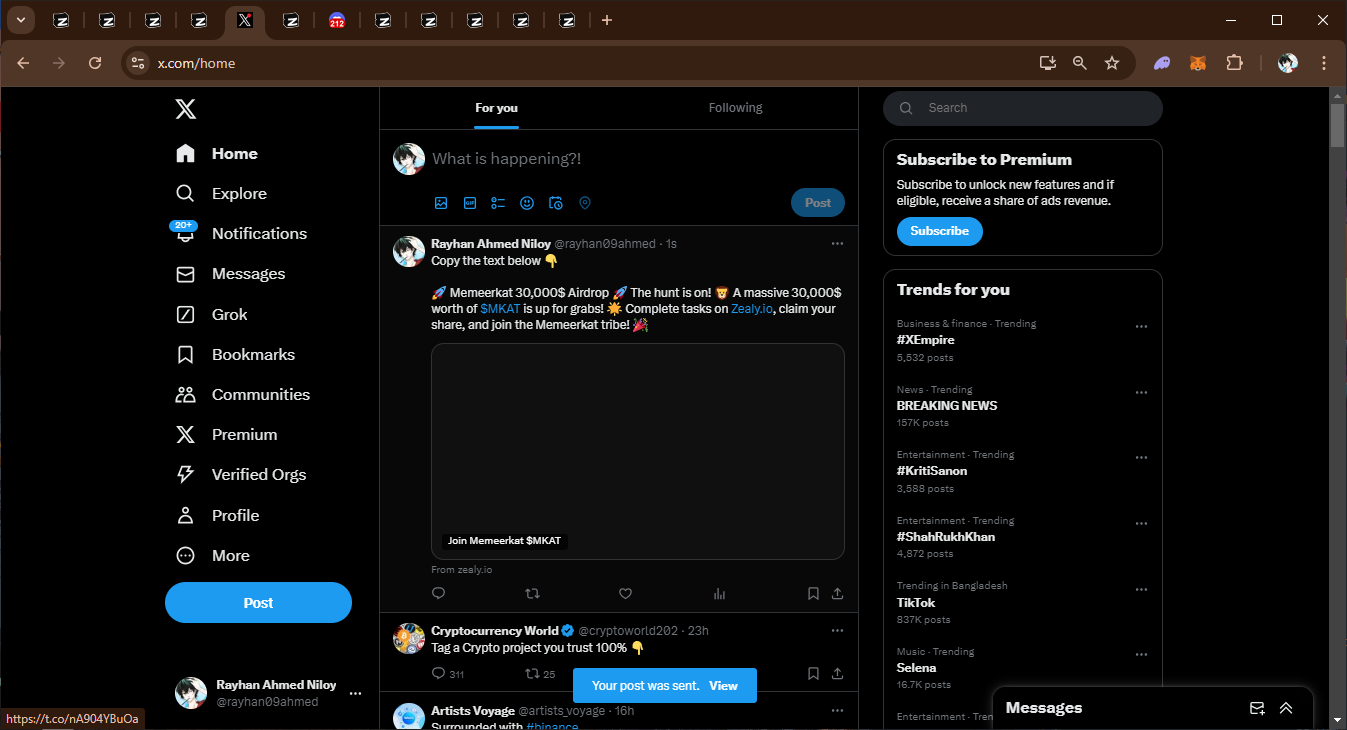 212
x.com/home
Home
Explore
20+
Notifications
Messages
Grok
Bookmarks
Communities
Premium
Verified Orgs
Profile
More
Post
Rayhan Ahmed Niloy
@rayhan09ahmed
https://t.co/nA904YBuOa
For you
Following
What is happening?!
GIF
Post
Rayhan Ahmed Niloy @rayhan09ahmed · 1s
Copy the text below 👇
🚀 Memeerkat 30,000$ Airdrop 🚀 The hunt is on! 🦁 A massive 30,000$
worth of $MKAT is up for grabs! 🌟 Complete tasks on Zealy.io, claim your
share, and join the Memeerkat tribe! 🎉
Join Memeerkat $MKAT
From zealy.io
Cryptocurrency World @cryptoworld202 · 23h
Tag a Crypto project you trust 100% 👇
311
25
Your post was sent. View
Artists Voyage @artists_voyage · 16h
Surrounded with #binance
Search
Subscribe to Premium
Subscribe to unlock new features and if
eligible, receive a share of ads revenue.
Subscribe
Trends for you
Business & finance · Trending
#XEmpire
5,532 posts
News · Trending
BREAKING NEWS
157K posts
Entertainment · Trending
#KritiSanon
3,588 posts
Entertainment · Trending
#ShahRukhKhan
4,872 posts
Trending in Bangladesh
TikTok
837K posts
Music · Trending
Selena
16.7K posts
Entertainment · Tren
Messages